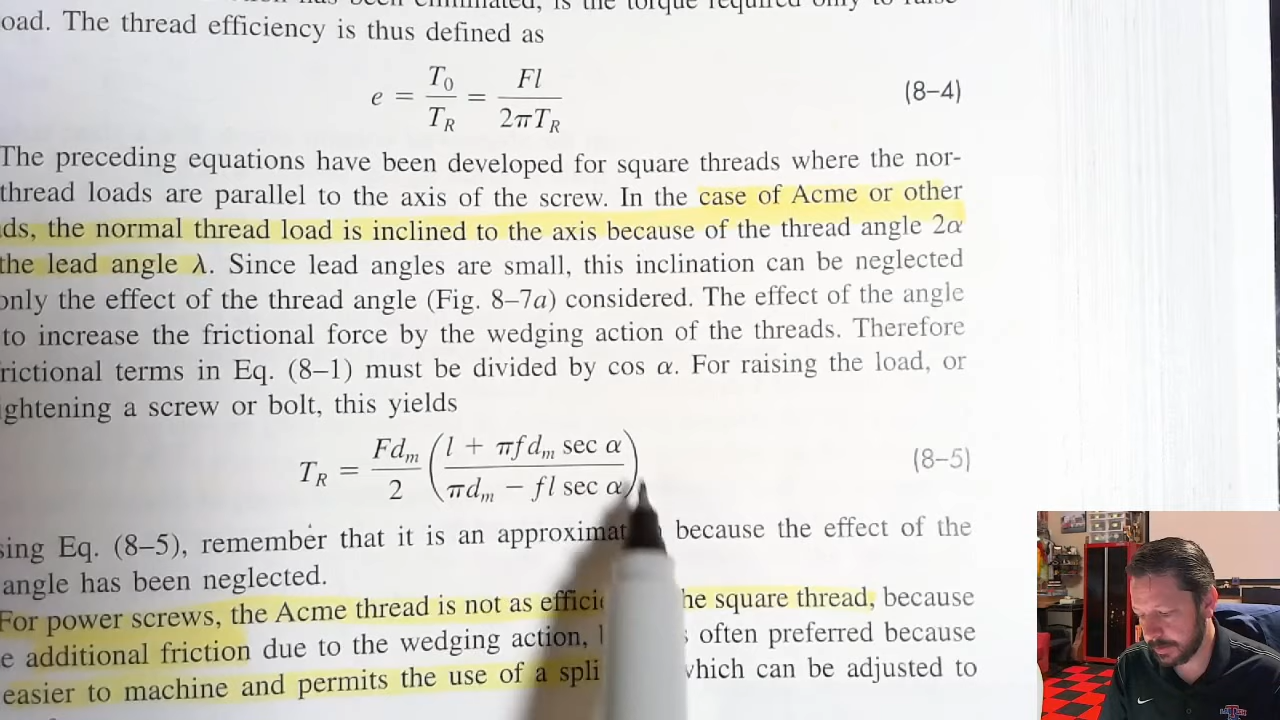 oad. The thread efficiency is thus defined as
e = T₀/T_R = Fl/2πT_R (8–4)
The preceding equations have been developed for square threads where the nor-
thread loads are parallel to the axis of the screw. In the case of Acme or other
ds, the normal thread load is inclined to the axis because of the thread angle 2α
the lead angle λ. Since lead angles are small, this inclination can be neglected
only the effect of the thread angle (Fig. 8–7a) considered. The effect of the angle
to increase the frictional force by the wedging action of the threads. Therefore
rictional terms in Eq. (8–1) must be divided by cos α. For raising the load, or
ightening a screw or bolt, this yields
T_R = Fd_m/2 (l + πfd_m sec α / πd_m − fl sec α) (8–5)
sing Eq. (8–5), remember that it is an approximat because the effect of the
angle has been neglected.
For power screws, the Acme thread is not as effici he square thread, because
e additional friction due to the wedging action, often preferred because
easier to machine and permits the use of a spli which can be adjusted to